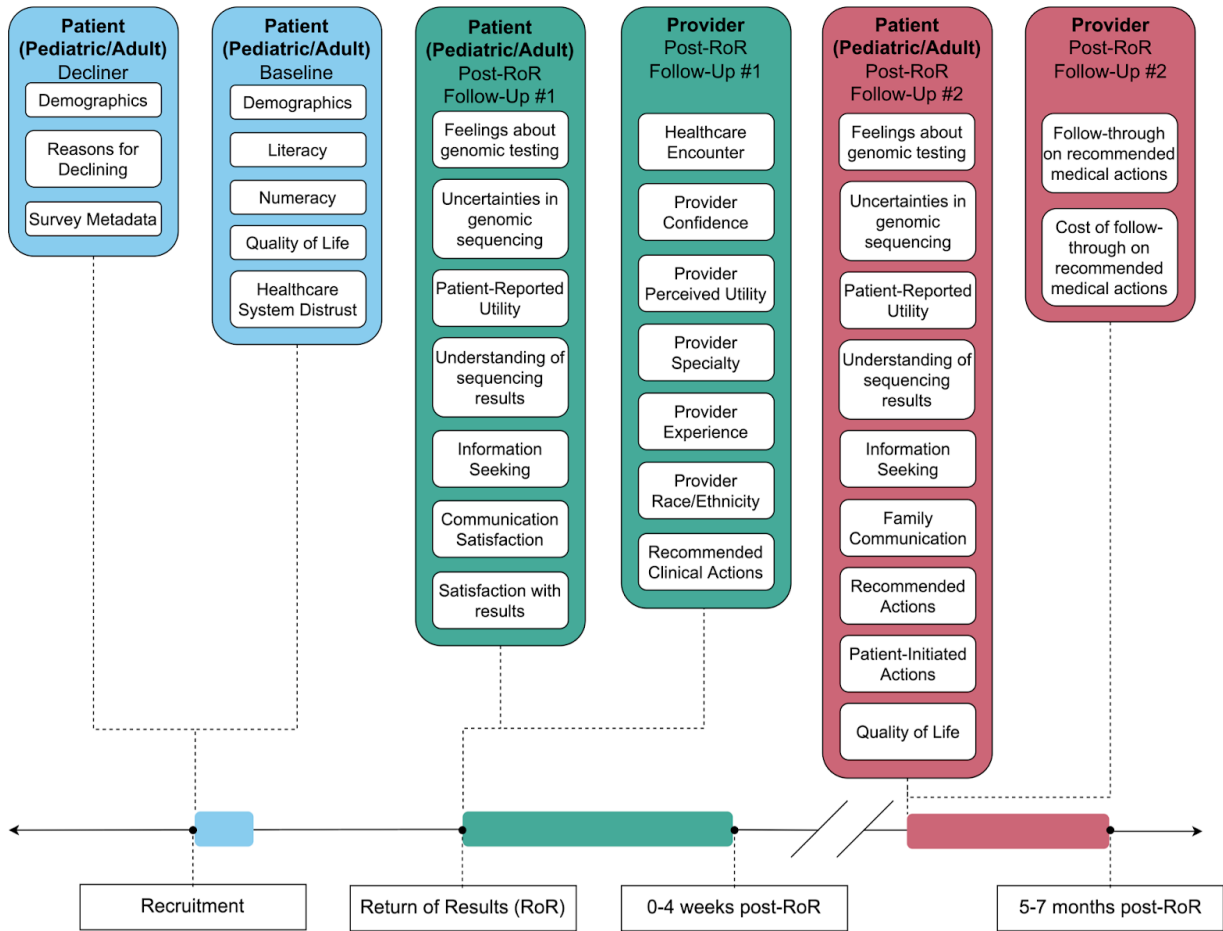 Patient
(Pediatric/Adult)
Decliner
Demographics
Reasons for
Declining
Survey Metadata
Patient
(Pediatric/Adult)
Baseline
Demographics
Literacy
Numeracy
Quality of Life
Healthcare
System Distrust
Patient
(Pediatric/Adult)
Post-RoR
Follow-Up #1
Feelings about
genomic testing
Uncertainties in
genomic
sequencing
Patient-Reported
Utility
Understanding of
sequencing
results
Information
Seeking
Communication
Satisfaction
Satisfaction with
results
Provider
Post-RoR
Follow-Up #1
Healthcare
Encounter
Provider
Confidence
Provider
Perceived Utility
Provider
Specialty
Provider
Experience
Provider
Race/Ethnicity
Recommended
Clinical Actions
Patient
(Pediatric/Adult)
Post-RoR
Follow-Up #2
Feelings about
genomic testing
Uncertainties in
genomic
sequencing
Patient-Reported
Utility
Understanding of
sequencing
results
Information
Seeking
Family
Communication
Recommended
Actions
Patient-Initiated
Actions
Quality of Life
Provider
Post-RoR
Follow-Up #2
Follow-through
on recommended
medical actions
Cost of follow-
through on
recommended
medical actions
Recruitment
Return of Results (RoR)
0-4 weeks post-RoR
5-7 months post-RoR